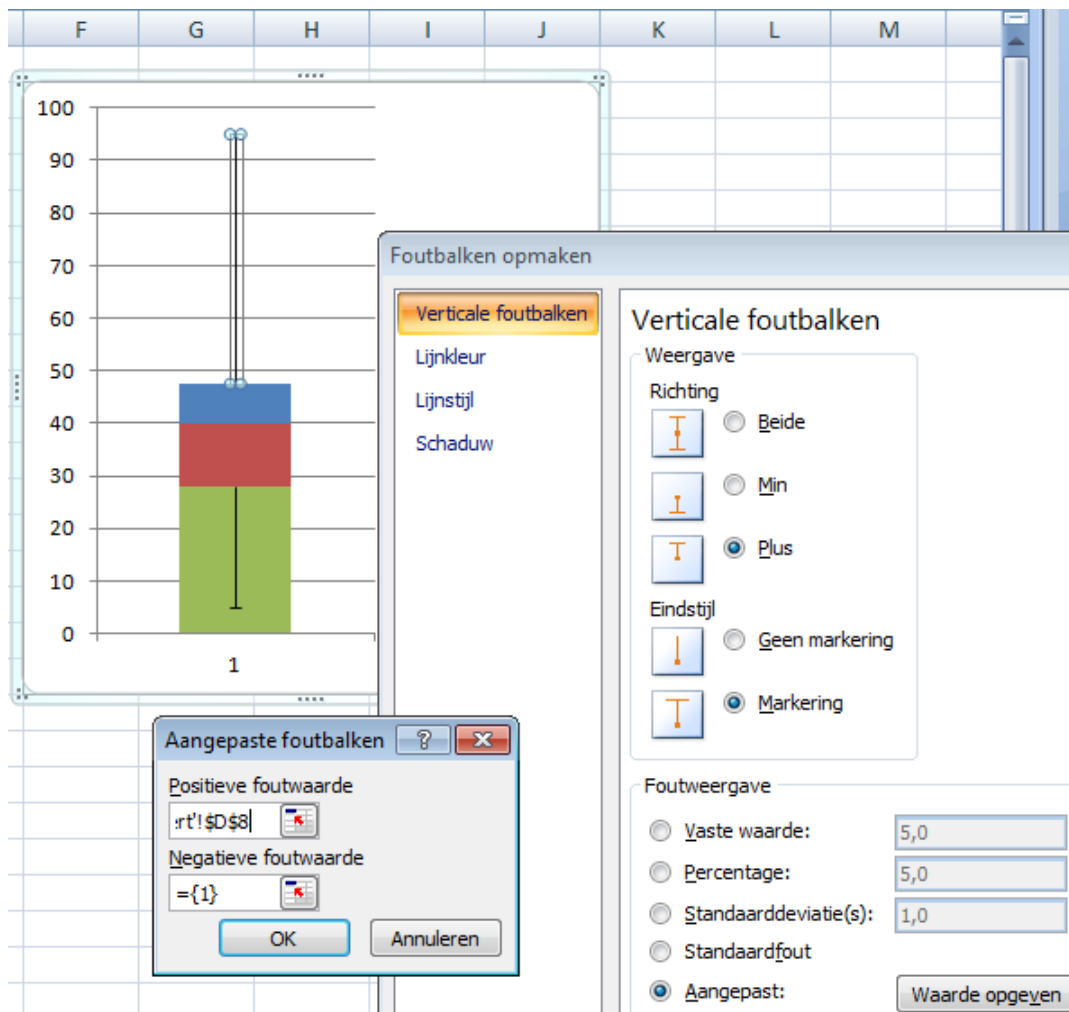 F G H I J K L M
100
90
80
70
60
50
40
30
20
10
0
1
Foutbalken opmaken
Verticale foutbalken
Lijnkleur
Lijnstijl
Schaduw
Verticale foutbalken
Weergave
Richting
Beide
Min
Plus
Eindstijl
Geen markering
Markering
Foutweergave
Vaste waarde: 5,0
Percentage: 5,0
Standaarddeviatie(s): 1,0
Standaardfout
Aangepast: Waarde opgeven
Aangepaste foutbalken ?
Positieve foutwaarde
rt'!$D$8
Negatieve foutwaarde
={1}
OK Annuleren